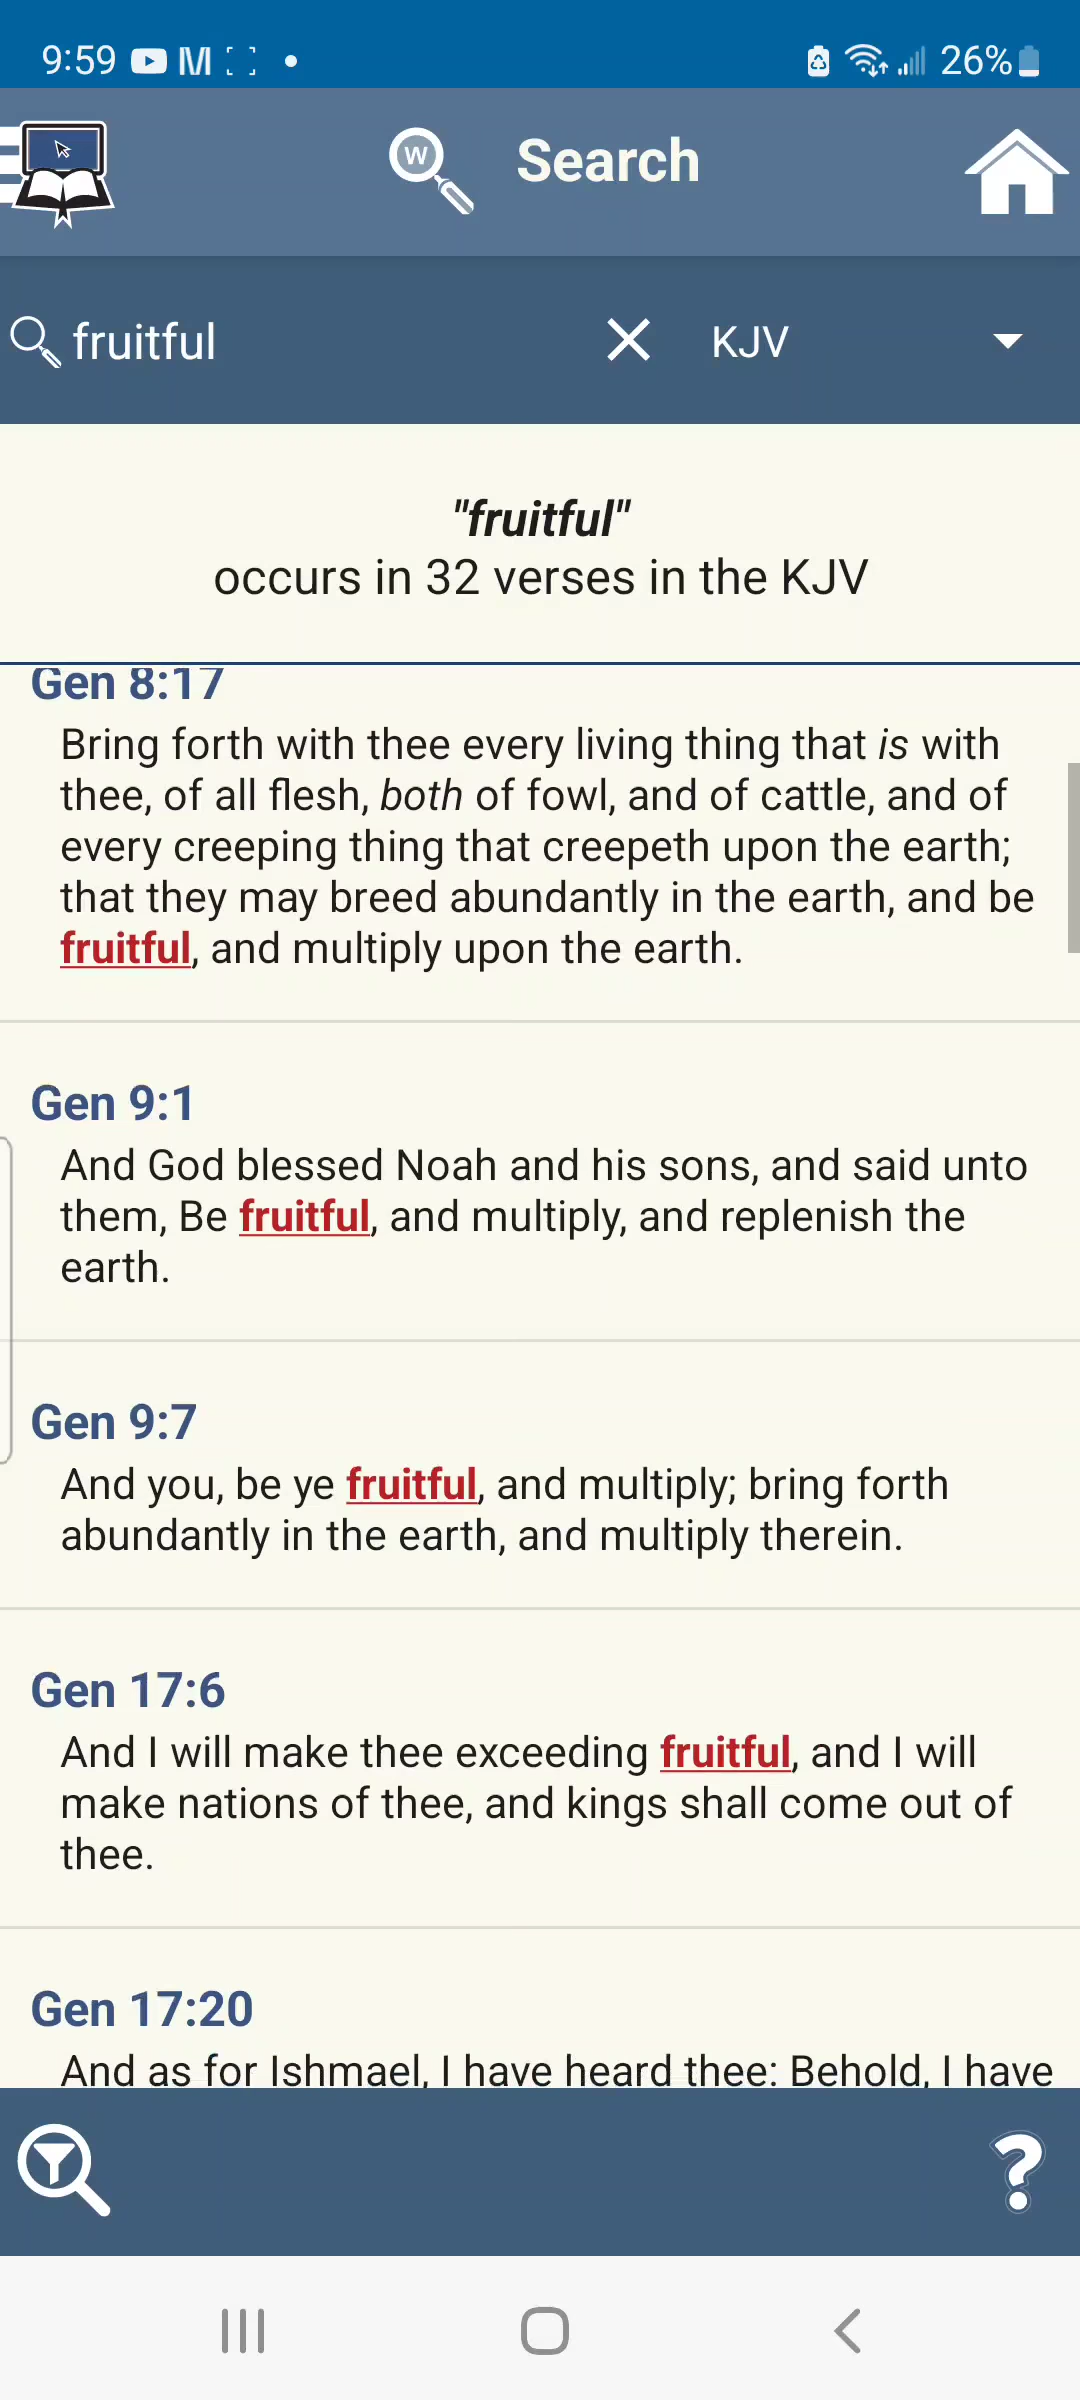 9:59
26%
W
Search
fruitful
KJV
"fruitful"
occurs in 32 verses in the KJV
Gen 8:17
Bring forth with thee every living thing that is with
thee, of all flesh, both of fowl, and of cattle, and of
every creeping thing that creepeth upon the earth;
that they may breed abundantly in the earth, and be
fruitful, and multiply upon the earth.
Gen 9:1
And God blessed Noah and his sons, and said unto
them, Be fruitful, and multiply, and replenish the
earth.
Gen 9:7
And you, be ye fruitful, and multiply; bring forth
abundantly in the earth, and multiply therein.
Gen 17:6
And I will make thee exceeding fruitful, and I will
make nations of thee, and kings shall come out of
thee.
Gen 17:20
And as for Ishmael, I have heard thee: Behold, I have